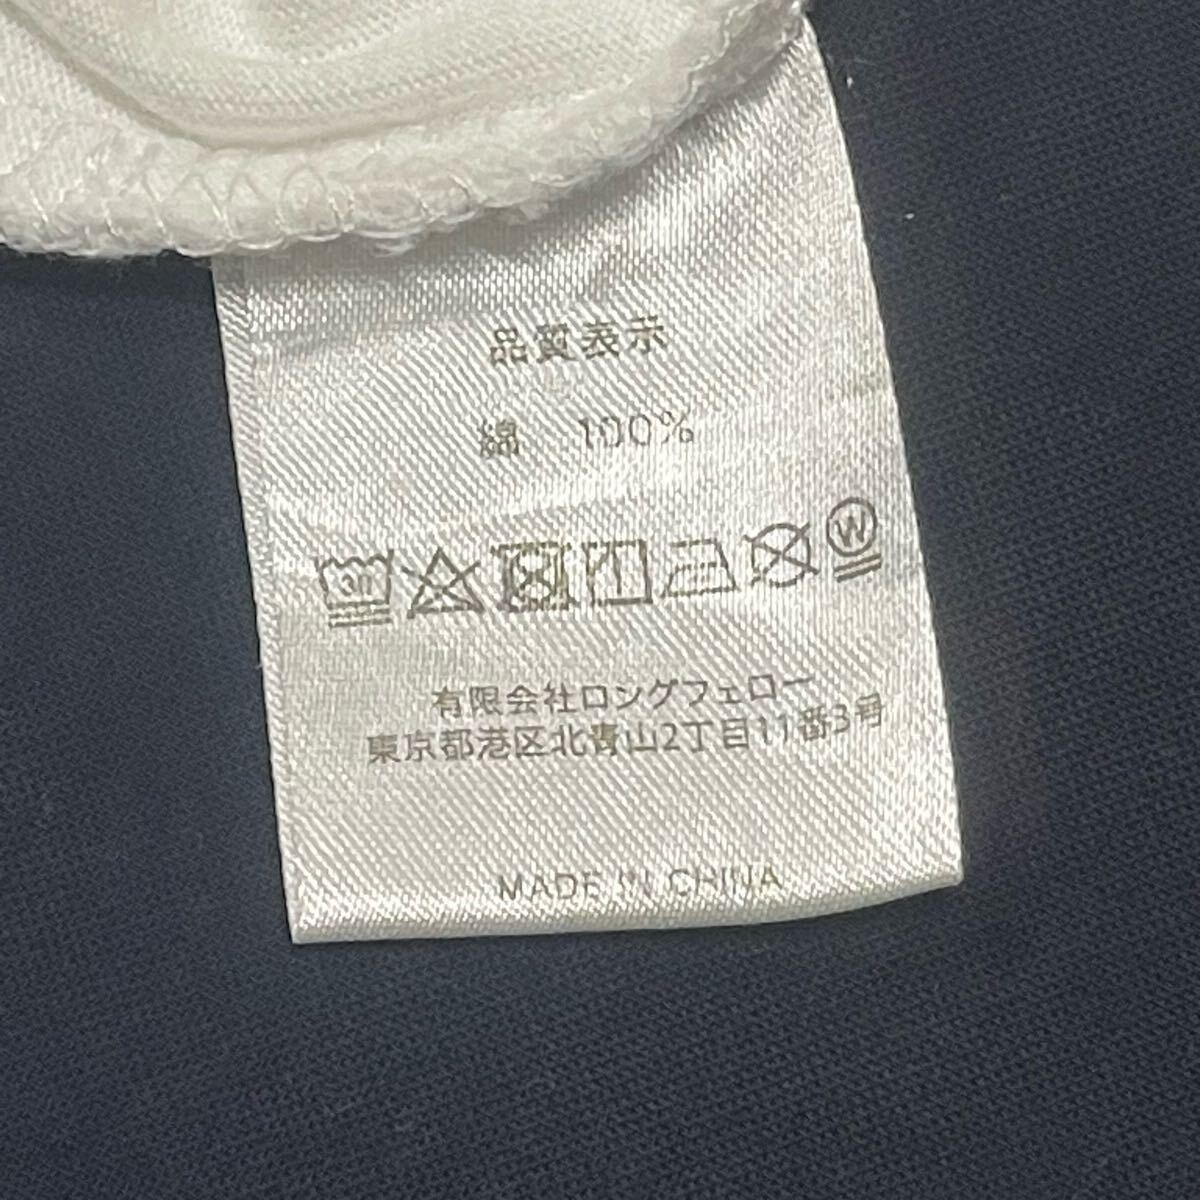 品質表示
綿 100%
30
W
有限会社ロングフェロー
東京都港区北青山2丁目11番3号
MADE IN CHINA